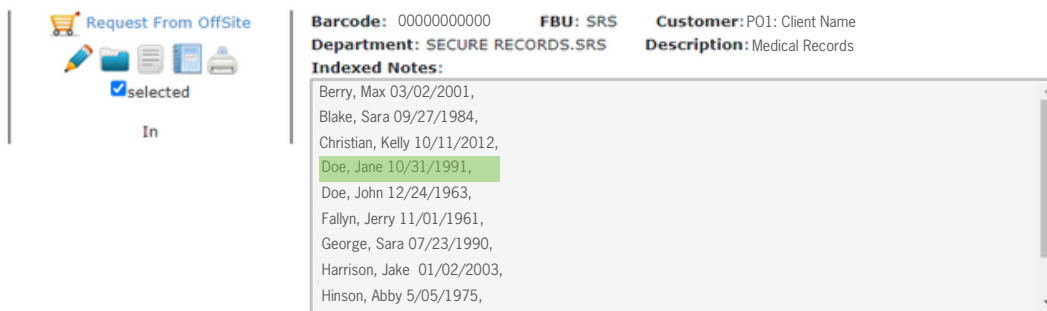 Request From OffSite
selected
In
Barcode: 00000000000 FBU: SRS Customer: PO1: Client Name
Department: SECURE RECORDS.SRS Description: Medical Records
Indexed Notes:
Berry, Max 03/02/2001,
Blake, Sara 09/27/1984,
Christian, Kelly 10/11/2012,
Doe, Jane 10/31/1991,
Doe, John 12/24/1963,
Fallyn, Jerry 11/01/1961,
George, Sara 07/23/1990,
Harrison, Jake 01/02/2003,
Hinson, Abby 5/05/1975,